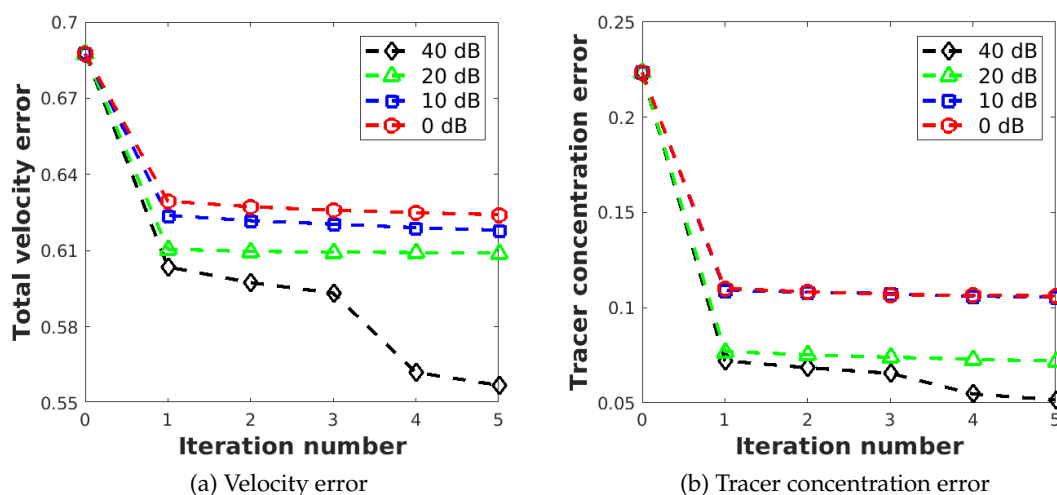 0.7
0.67
0.64
0.61
0.58
0.55
0 1 2 3 4 5
Total velocity error
Iteration number
40 dB
20 dB
10 dB
0 dB
(a) Velocity error
0.25
0.2
0.15
0.1
0.05
0 1 2 3 4 5
Tracer concentration error
Iteration number
40 dB
20 dB
10 dB
0 dB
(b) Tracer concentration error